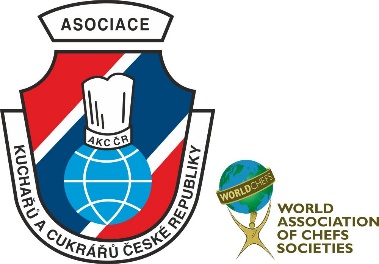 ASOCIACE
AKC ČR
KUCHAŘŮ A CUKRÁŘŮ ČESKÉ REPUBLIKY
WORLDCHEFS
WORLD
ASSOCIATION
OF CHEFS
SOCIETIES